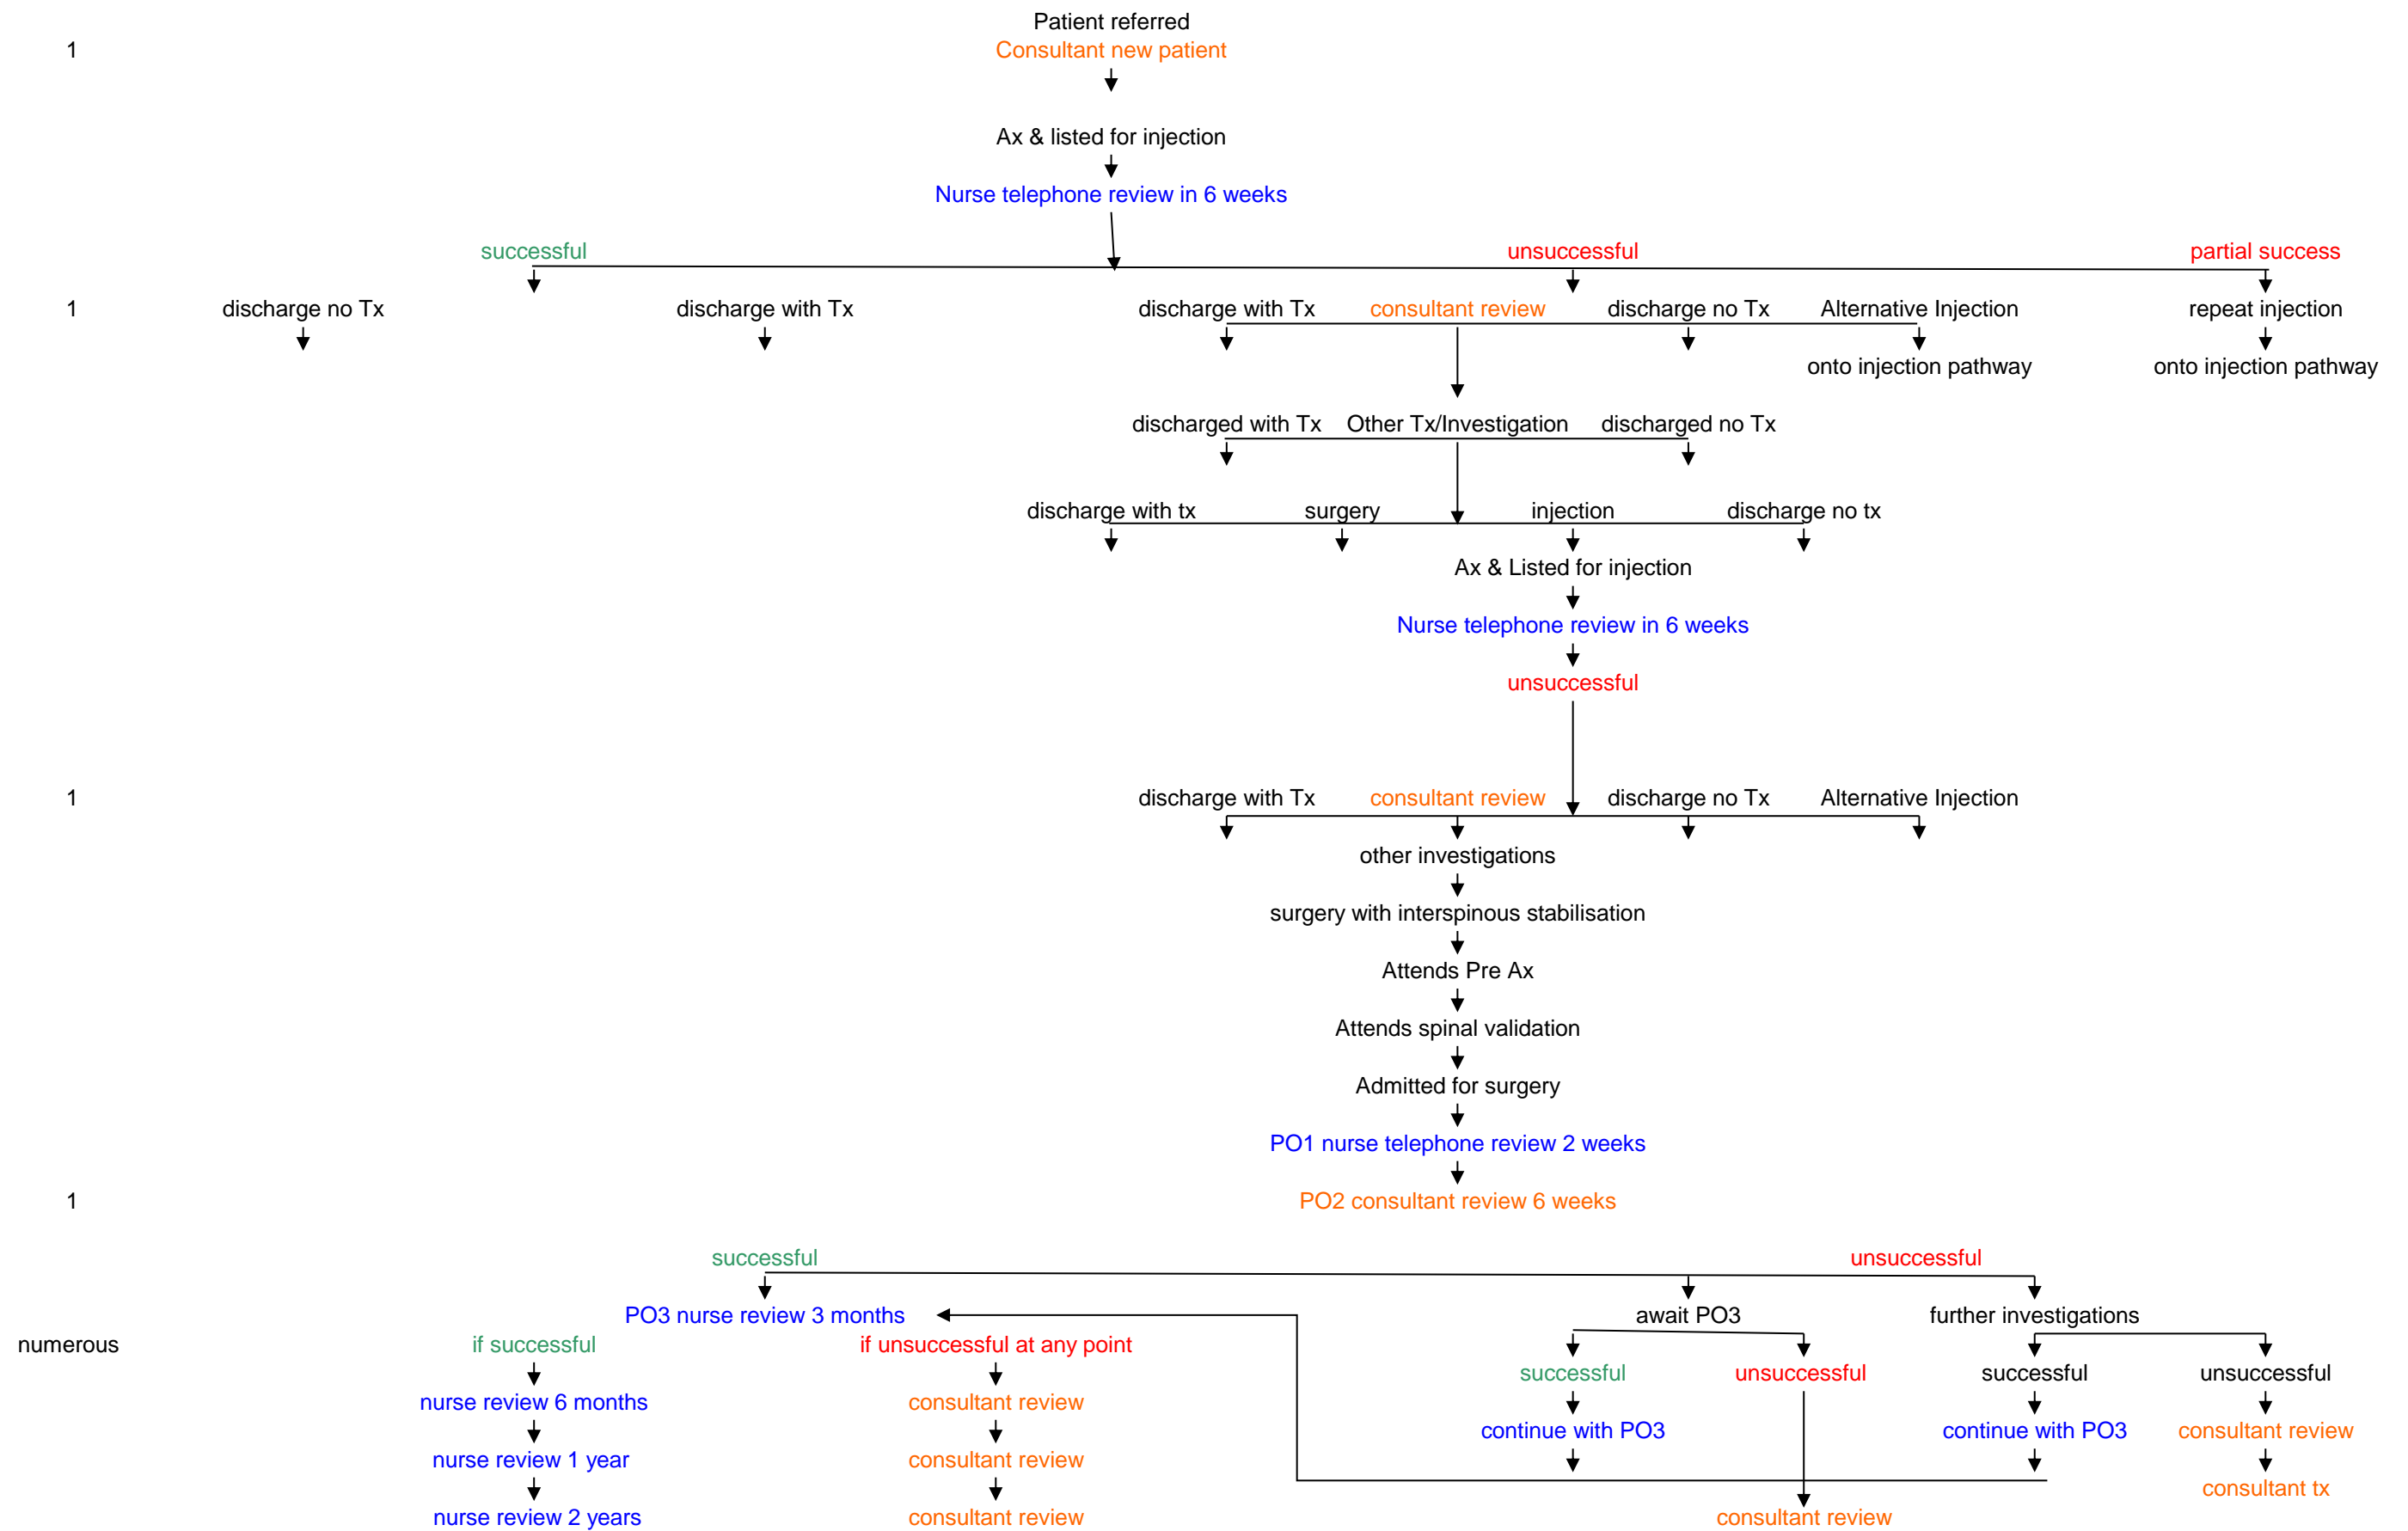 Patient referred
1 Consultant new patient
Ax & listed for injection
Nurse telephone review in 6 weeks
successful unsuccessful partial success
1 discharge no Tx discharge with Tx discharge with Tx consultant review discharge no Tx Alternative Injection repeat injection
onto injection pathway onto injection pathway
discharged with Tx Other Tx/Investigation discharged no Tx
discharge with tx surgery injection discharge no tx
Ax & Listed for injection
Nurse telephone review in 6 weeks
unsuccessful
1 discharge with Tx consultant review discharge no Tx Alternative Injection
other investigations
surgery with interspinous stabilisation
Attends Pre Ax
Attends spinal validation
Admitted for surgery
PO1 nurse telephone review 2 weeks
1 PO2 consultant review 6 weeks
successful unsuccessful
PO3 nurse review 3 months await PO3 further investigations
numerous if successful if unsuccessful at any point
successful unsuccessful successful unsuccessful
nurse review 6 months consultant review
continue with PO3 continue with PO3 consultant review
nurse review 1 year consultant review
consultant tx
nurse review 2 years consultant review consultant review